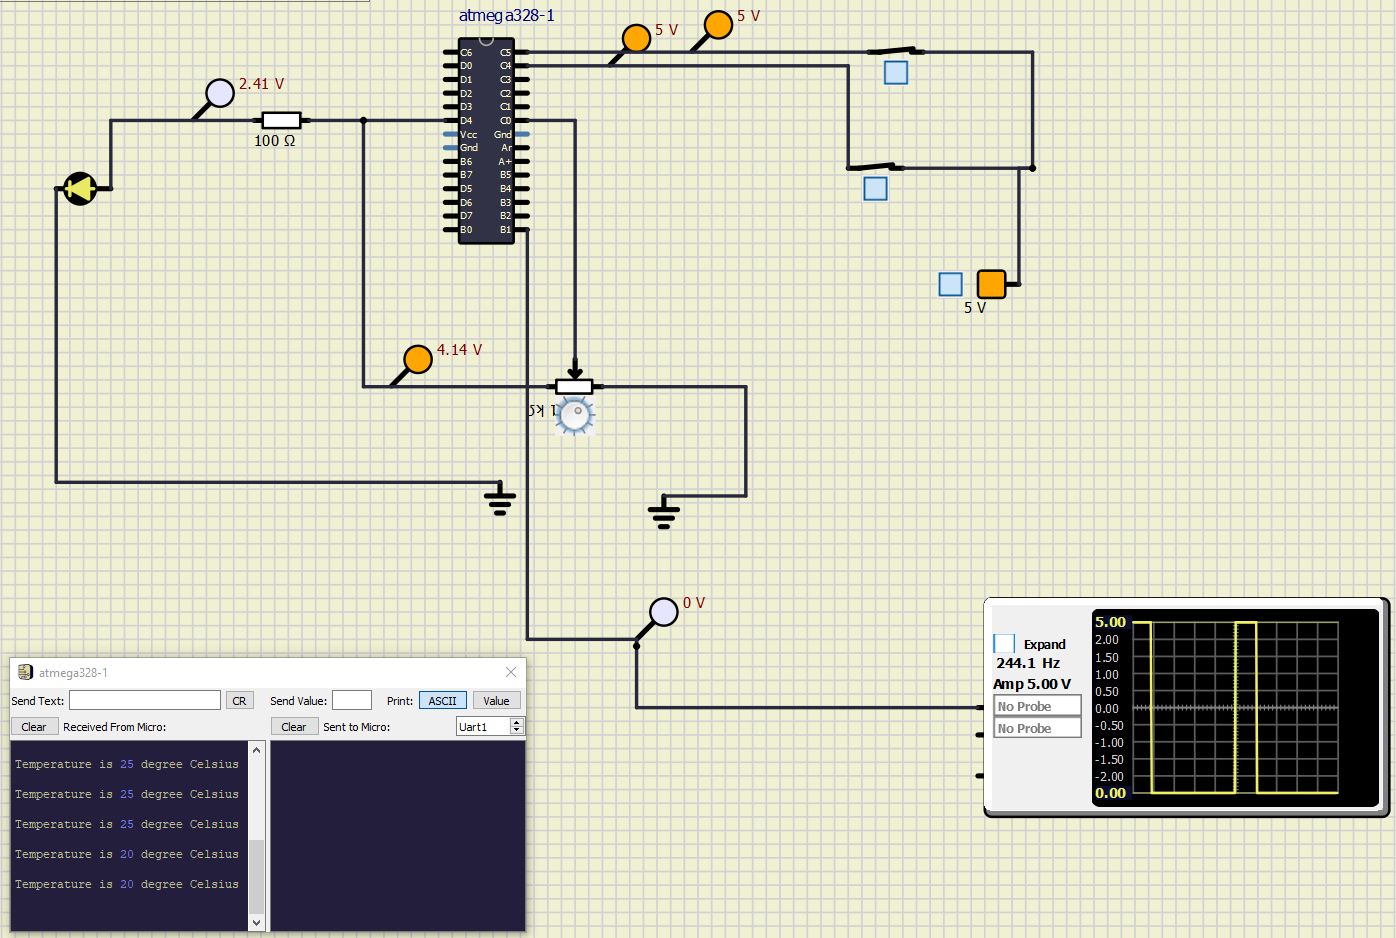 atmega328-1
5 V
5 V
2.41 V
100 Ω
C6 C5
D0 C4
D1 C3
D2 C2
D3 C1
D4 C0
Vcc Gnd
Gnd Ar
B6 A+
B7 B5
D5 B4
D6 B3
D7 B2
B0 B1
5 V
4.14 V
1 kΩ
0 V
Expand
244.1 Hz
Amp 5.00 V
No Probe
No Probe
5.00
2.00
1.50
1.00
0.50
0.00
-0.50
-1.00
-1.50
-2.00
0.00
atmega328-1
Send Text: CR Send Value: Print: ASCII Value
Clear Received From Micro: Clear Sent to Micro: Uart1
Temperature is 25 degree Celsius
Temperature is 25 degree Celsius
Temperature is 25 degree Celsius
Temperature is 20 degree Celsius
Temperature is 20 degree Celsius